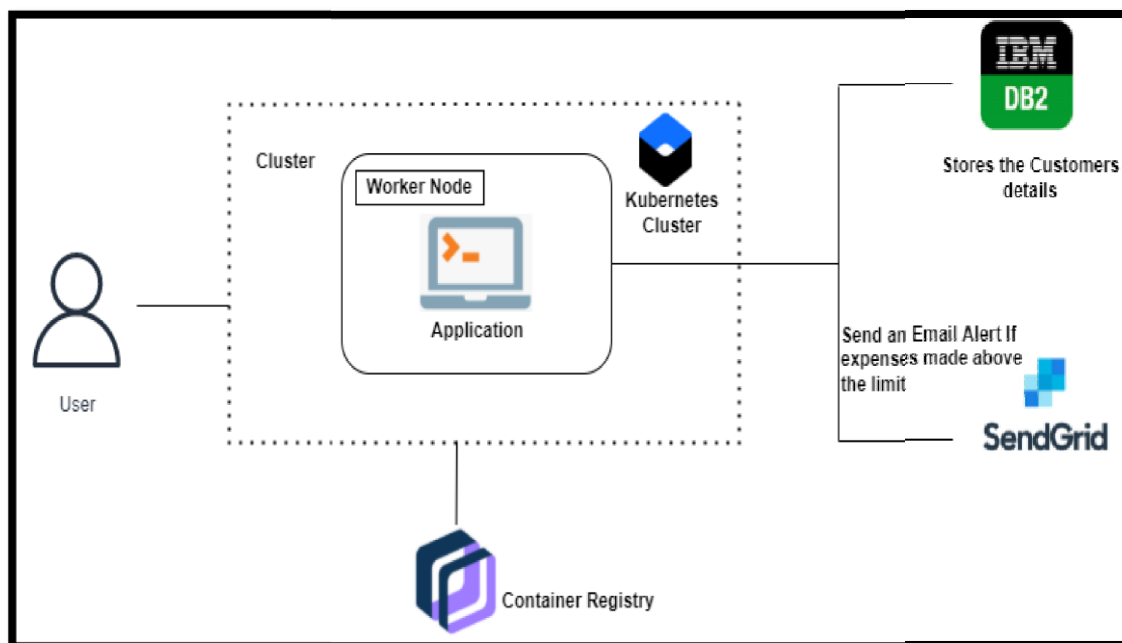 IBM
DB2
Stores the Customers
details
Cluster
Worker Node
Kubernetes
Cluster
Application
User
Send an Email Alert If
expenses made above
the limit
SendGrid
Container Registry